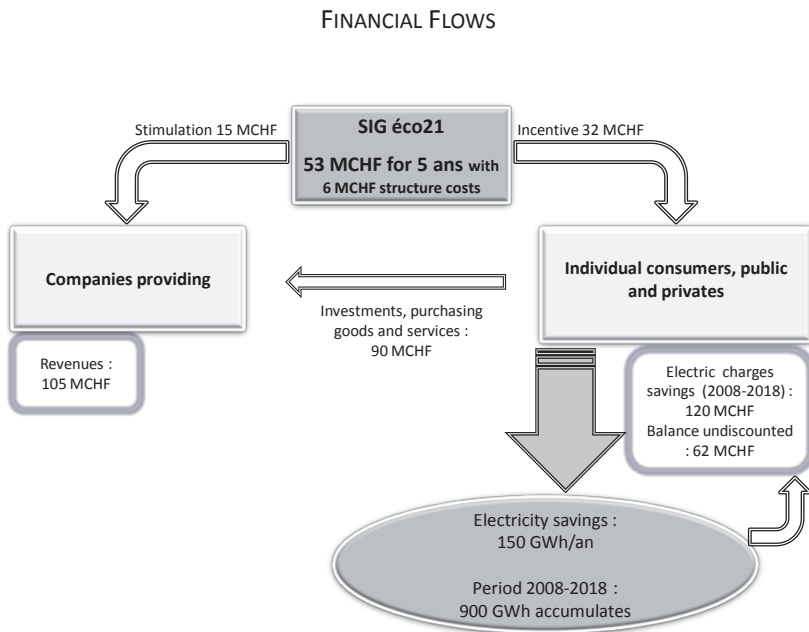 FINANCIAL FLOWS
Stimulation 15 MCHF
SIG éco21
53 MCHF for 5 ans with
6 MCHF structure costs
Incentive 32 MCHF
Companies providing
Individual consumers, public
and privates
Investments, purchasing
goods and services :
90 MCHF
Revenues :
105 MCHF
Electric charges
savings (2008-2018) :
120 MCHF
Balance undiscounted
: 62 MCHF
Electricity savings :
150 GWh/an
Period 2008-2018 :
900 GWh accumulates